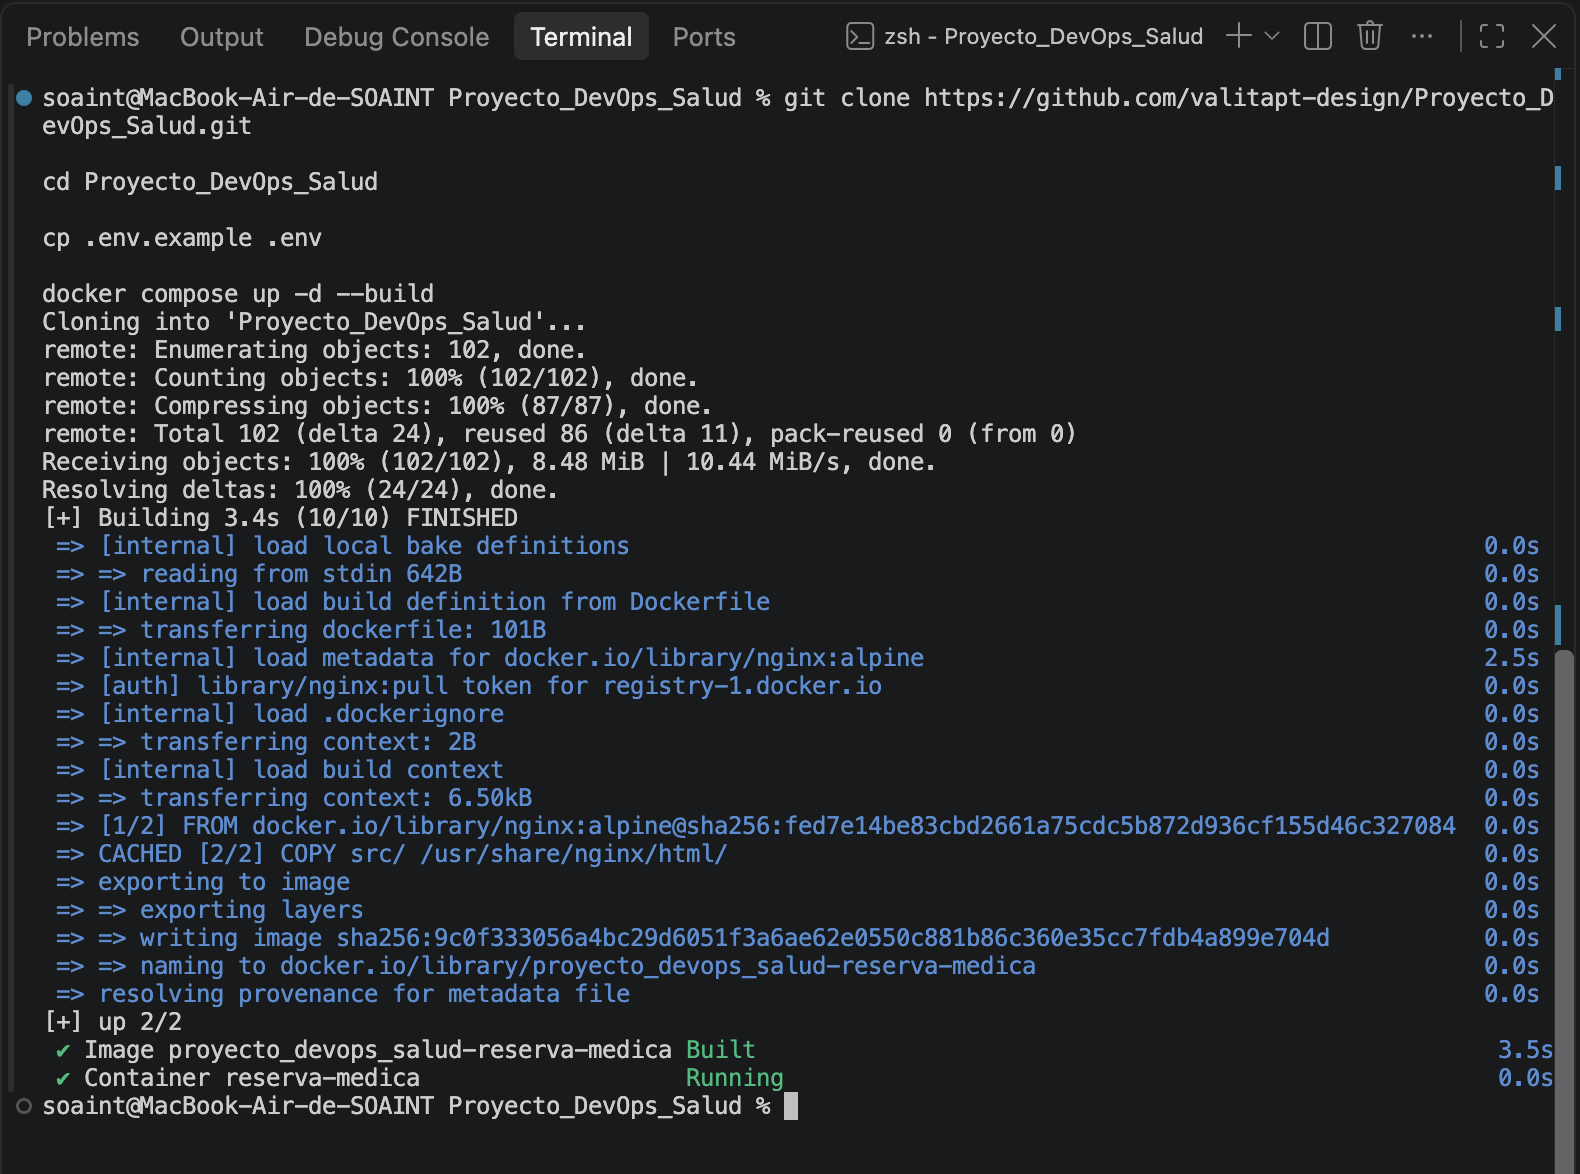 Problems Output Debug Console Terminal Ports zsh - Proyecto_DevOps_Salud
soaint@MacBook-Air-de-SOAINT Proyecto_DevOps_Salud % git clone https://github.com/valitapt-design/Proyecto_D
evOps_Salud.git
cd Proyecto_DevOps_Salud
cp .env.example .env
docker compose up -d --build
Cloning into 'Proyecto_DevOps_Salud'...
remote: Enumerating objects: 102, done.
remote: Counting objects: 100% (102/102), done.
remote: Compressing objects: 100% (87/87), done.
remote: Total 102 (delta 24), reused 86 (delta 11), pack-reused 0 (from 0)
Receiving objects: 100% (102/102), 8.48 MiB | 10.44 MiB/s, done.
Resolving deltas: 100% (24/24), done.
[+] Building 3.4s (10/10) FINISHED
=> [internal] load local bake definitions 0.0s
=> => reading from stdin 642B 0.0s
=> [internal] load build definition from Dockerfile 0.0s
=> => transferring dockerfile: 101B 0.0s
=> [internal] load metadata for docker.io/library/nginx:alpine 2.5s
=> [auth] library/nginx:pull token for registry-1.docker.io 0.0s
=> [internal] load .dockerignore 0.0s
=> => transferring context: 2B 0.0s
=> [internal] load build context 0.0s
=> => transferring context: 6.50kB 0.0s
=> [1/2] FROM docker.io/library/nginx:alpine@sha256:fed7e14be83cbd2661a75cdc5b872d936cf155d46c327084 0.0s
=> CACHED [2/2] COPY src/ /usr/share/nginx/html/ 0.0s
=> exporting to image 0.0s
=> => exporting layers 0.0s
=> => writing image sha256:9c0f333056a4bc29d6051f3a6ae62e0550c881b86c360e35cc7fdb4a899e704d 0.0s
=> => naming to docker.io/library/proyecto_devops_salud-reserva-medica 0.0s
=> resolving provenance for metadata file 0.0s
[+] up 2/2
✔ Image proyecto_devops_salud-reserva-medica Built 3.5s
✔ Container reserva-medica Running 0.0s
soaint@MacBook-Air-de-SOAINT Proyecto_DevOps_Salud %